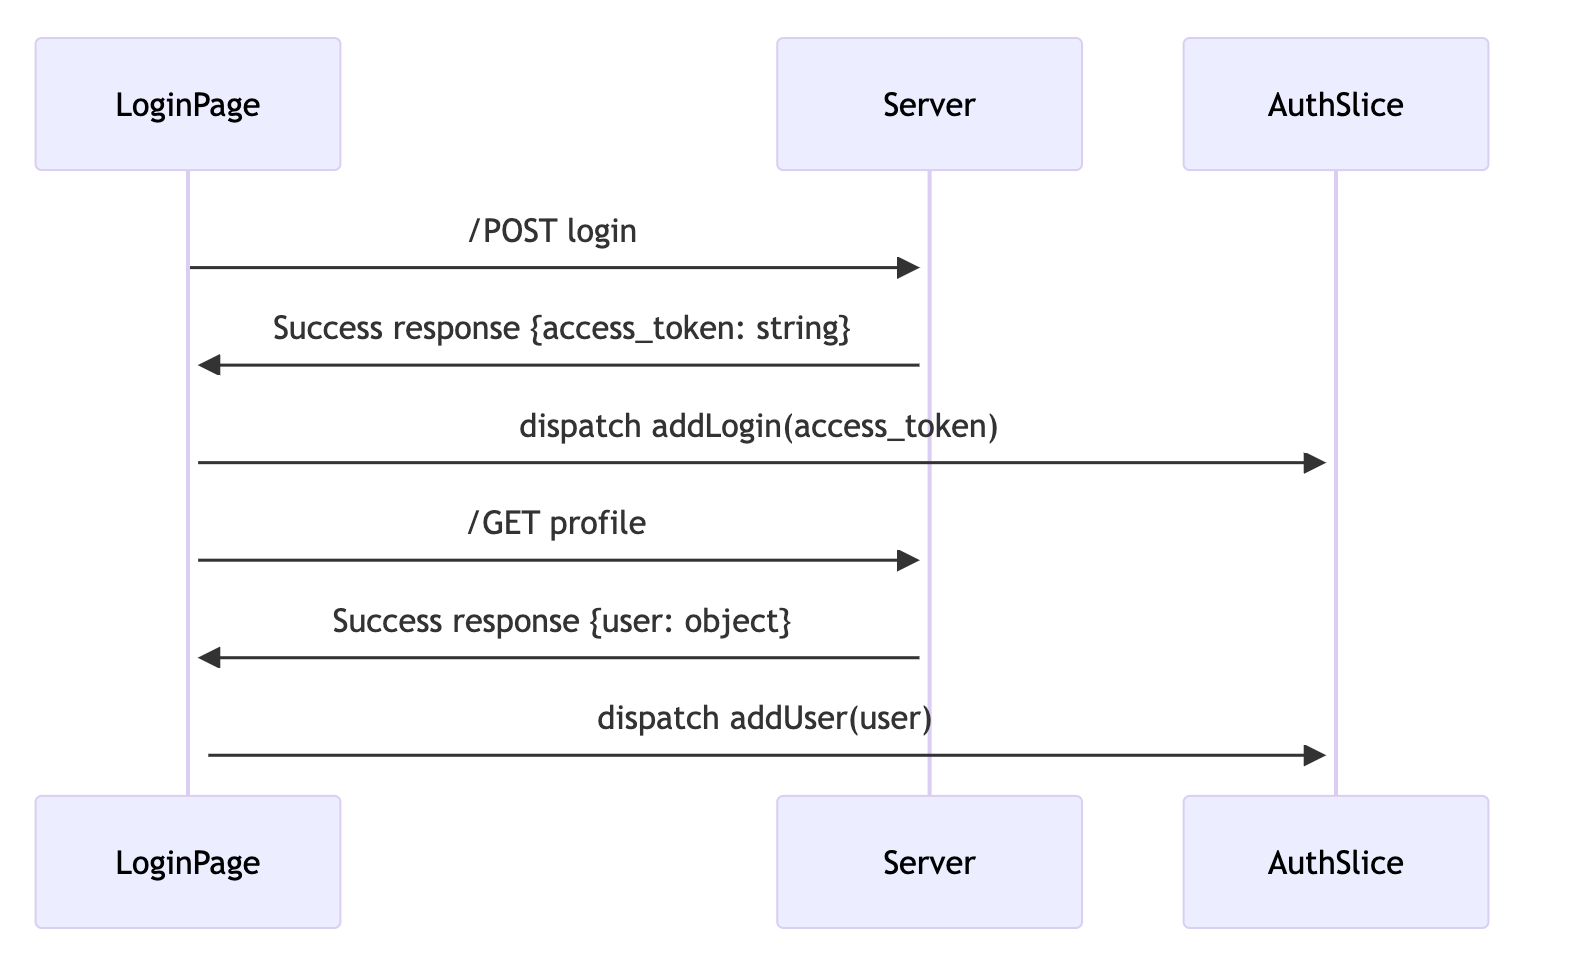 LoginPage
Server
AuthSlice
/POST login
Success response {access_token: string}
dispatch addLogin(access_token)
/GET profile
Success response {user: object}
dispatch addUser(user)
LoginPage
Server
AuthSlice